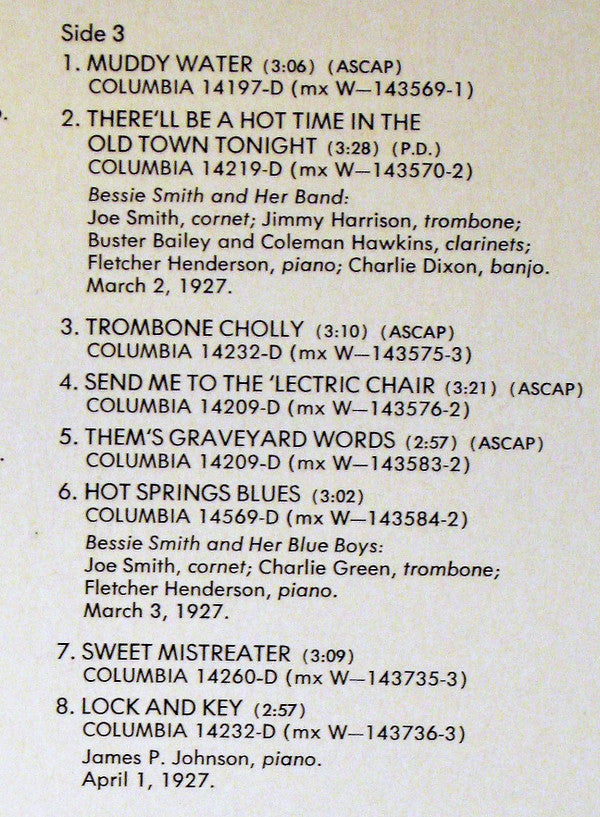 Side 3
1. MUDDY WATER (3:06) (ASCAP)
COLUMBIA 14197-D (mx W—143569-1)
2. THERE'LL BE A HOT TIME IN THE
OLD TOWN TONIGHT (3:28) (P.D.)
COLUMBIA 14219-D (mx W—143570-2)
Bessie Smith and Her Band:
Joe Smith, cornet; Jimmy Harrison, trombone;
Buster Bailey and Coleman Hawkins, clarinets;
Fletcher Henderson, piano; Charlie Dixon, banjo.
March 2, 1927.
3. TROMBONE CHOLLY (3:10) (ASCAP)
COLUMBIA 14232-D (mx W—143575-3)
4. SEND ME TO THE 'LECTRIC CHAIR (3:21) (ASCAP)
COLUMBIA 14209-D (mx W—143576-2)
5. THEM'S GRAVEYARD WORDS (2:57) (ASCAP)
COLUMBIA 14209-D (mx W—143583-2)
6. HOT SPRINGS BLUES (3:02)
COLUMBIA 14569-D (mx W—143584-2)
Bessie Smith and Her Blue Boys:
Joe Smith, cornet; Charlie Green, trombone;
Fletcher Henderson, piano.
March 3, 1927.
7. SWEET MISTREATER (3:09)
COLUMBIA 14260-D (mx W—143735-3)
8. LOCK AND KEY (2:57)
COLUMBIA 14232-D (mx W—143736-3)
James P. Johnson, piano.
April 1, 1927.